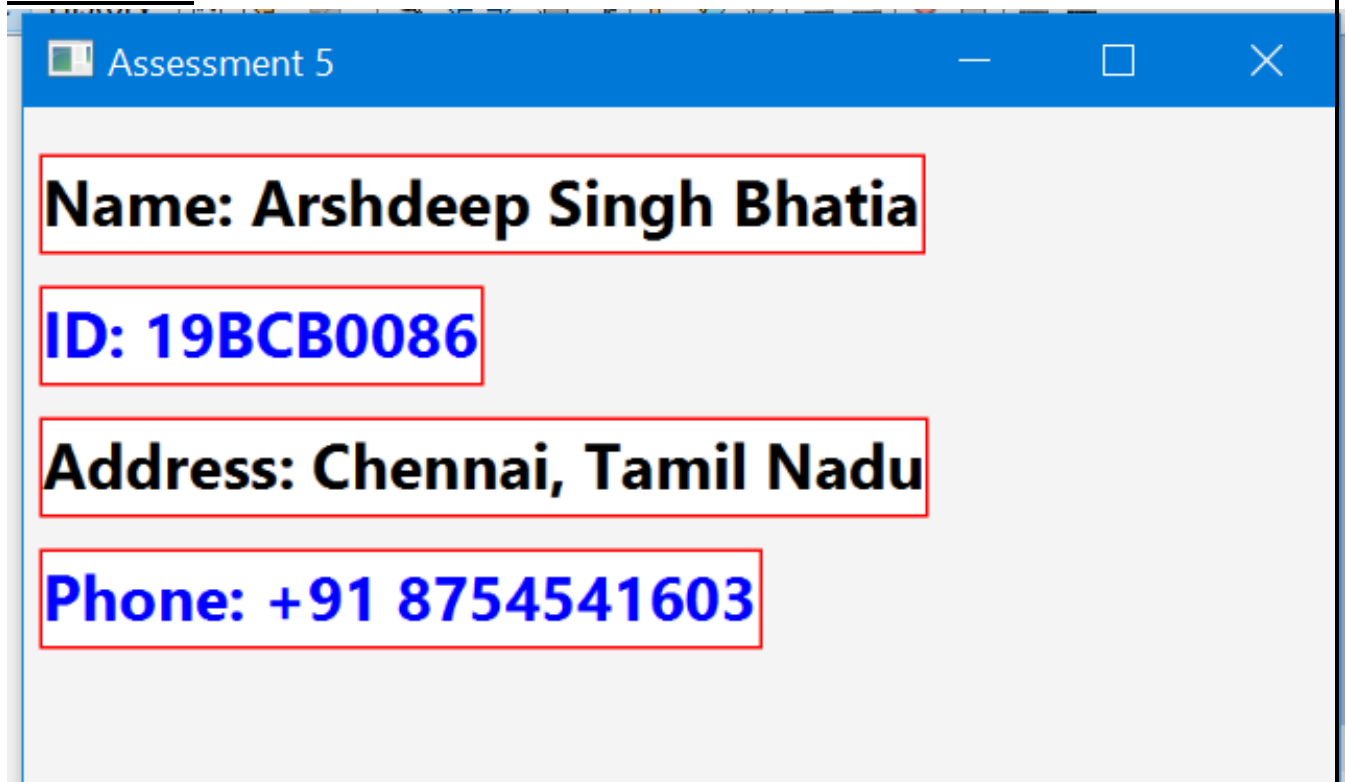 Assessment 5
Name: Arshdeep Singh Bhatia
ID: 19BCB0086
Address: Chennai, Tamil Nadu
Phone: +91 8754541603